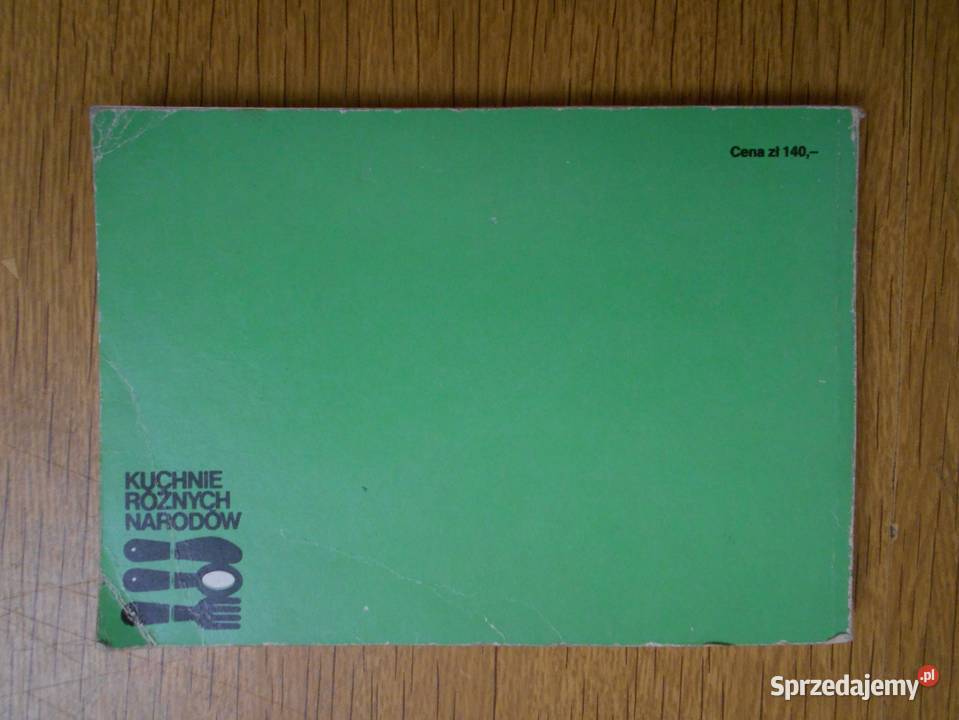 Cena zł 140,–
KUCHNIE
RÓŻNYCH
NARODÓW
Sprzedajemy.pl